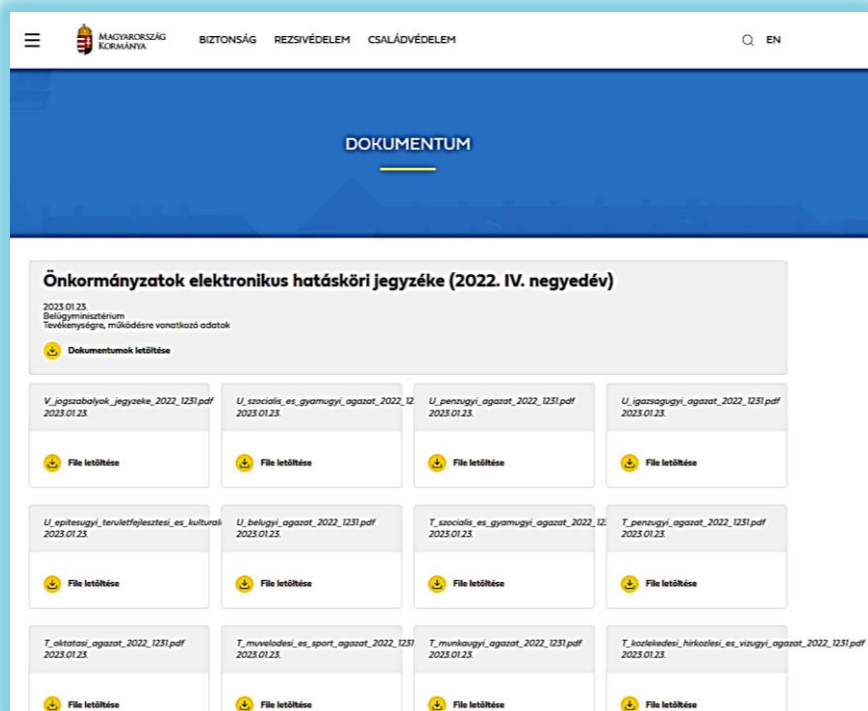 MAGYARORSZÁG
KORMÁNYA
BIZTONSÁG REZSIVÉDELEM CSALÁDVÉDELEM
EN
DOKUMENTUM
Önkormányzatok elektronikus hatásköri jegyzéke (2022. IV. negyedév)
2023.01.23.
Belügyminisztérium
Tevékenységre, működésre vonatkozó adatok
Dokumentumok letöltése
V_jogszabalyok_jegyzeke_2022_1231.pdf
2023.01.23.
File letöltése
U_szocialis_es_gyamugyi_agazat_2022_12
2023.01.23.
File letöltése
U_penzugyi_agazat_2022_1231.pdf
2023.01.23.
File letöltése
U_igazsagugyi_agazat_2022_1231.pdf
2023.01.23.
File letöltése
U_epitesugyi_teruletfejlesztesi_es_kulturali
2023.01.23.
File letöltése
U_belugyi_agazat_2022_1231.pdf
2023.01.23.
File letöltése
T_szocialis_es_gyamugyi_agazat_2022_12
2023.01.23.
File letöltése
T_penzugyi_agazat_2022_1231.pdf
2023.01.23.
File letöltése
T_oktatasi_agazat_2022_1231.pdf
2023.01.23.
File letöltése
T_muvelodesi_es_sport_agazat_2022_1231
2023.01.23.
File letöltése
T_munkaugyi_agazat_2022_1231.pdf
2023.01.23.
File letöltése
T_kozlekedesi_hirkozlesi_es_vizugyi_agazat_2022_1231.pdf
2023.01.23.
File letöltése